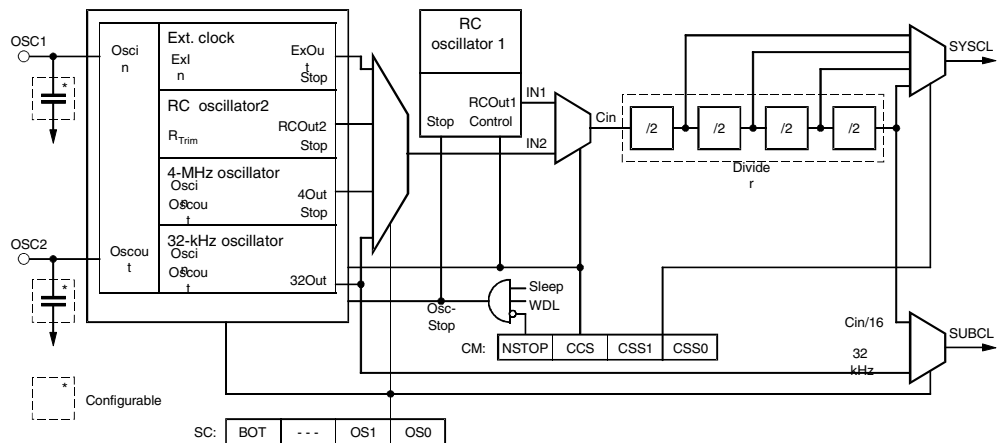 OSC1
Osci
n
Ext. clock
ExI
n
ExOu
t
Stop
RC oscillator2
R Trim
RCOut2
Stop
4-MHz oscillator
Osci
n
Oscou
t
4Out
Stop
32-kHz oscillator
Osci
n
Oscou
t
32Out
OSC2
Oscou
t
*
*
*
Configurable
RC
oscillator 1
RCOut1
Stop Control
IN1
IN2
Cin
/2 /2 /2 /2
Divide
r
SYSCL
Osc-
Stop
Sleep
WDL
CM: NSTOP CCS CSS1 CSS0
Cin/16
32
kHz
SUBCL
SC: BOT - - - OS1 OS0